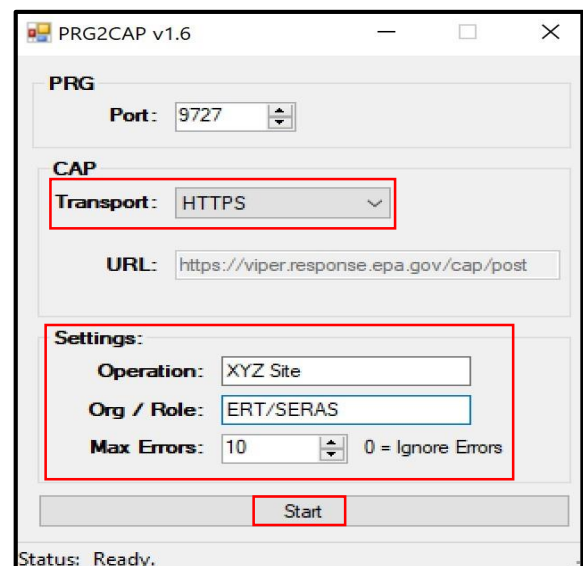 PRG2CAP v1.6
PRG
Port: 9727
CAP
Transport: HTTPS
URL: https://viper.response.epa.gov/cap/post
Settings:
Operation: XYZ Site
Org / Role: ERT/SERAS
Max Errors: 10 0 = Ignore Errors
Start
Status: Ready.